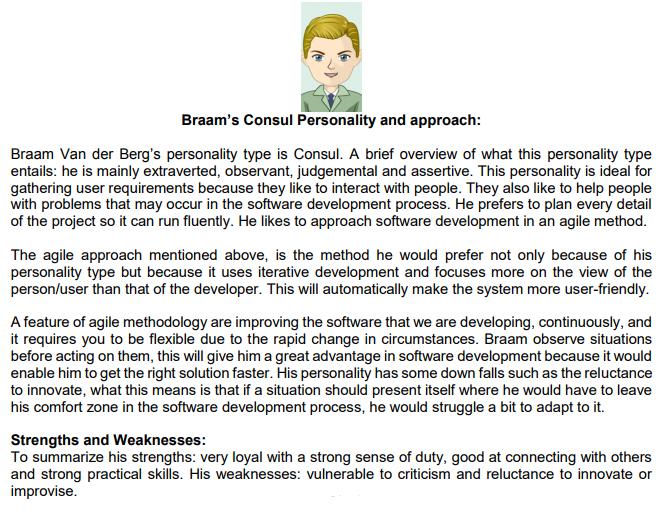 Braam’s Consul Personality and approach:
Braam Van der Berg’s personality type is Consul. A brief overview of what this personality type
entails: he is mainly extraverted, observant, judgemental and assertive. This personality is ideal for
gathering user requirements because they like to interact with people. They also like to help people
with problems that may occur in the software development process. He prefers to plan every detail
of the project so it can run fluently. He likes to approach software development in an agile method.
The agile approach mentioned above, is the method he would prefer not only because of his
personality type but because it uses iterative development and focuses more on the view of the
person/user than that of the developer. This will automatically make the system more user-friendly.
A feature of agile methodology are improving the software that we are developing, continuously, and
it requires you to be flexible due to the rapid change in circumstances. Braam observe situations
before acting on them, this will give him a great advantage in software development because it would
enable him to get the right solution faster. His personality has some down falls such as the reluctance
to innovate, what this means is that if a situation should present itself where he would have to leave
his comfort zone in the software development process, he would struggle a bit to adapt to it.
Strengths and Weaknesses:
To summarize his strengths: very loyal with a strong sense of duty, good at connecting with others
and strong practical skills. His weaknesses: vulnerable to criticism and reluctance to innovate or
improvise.